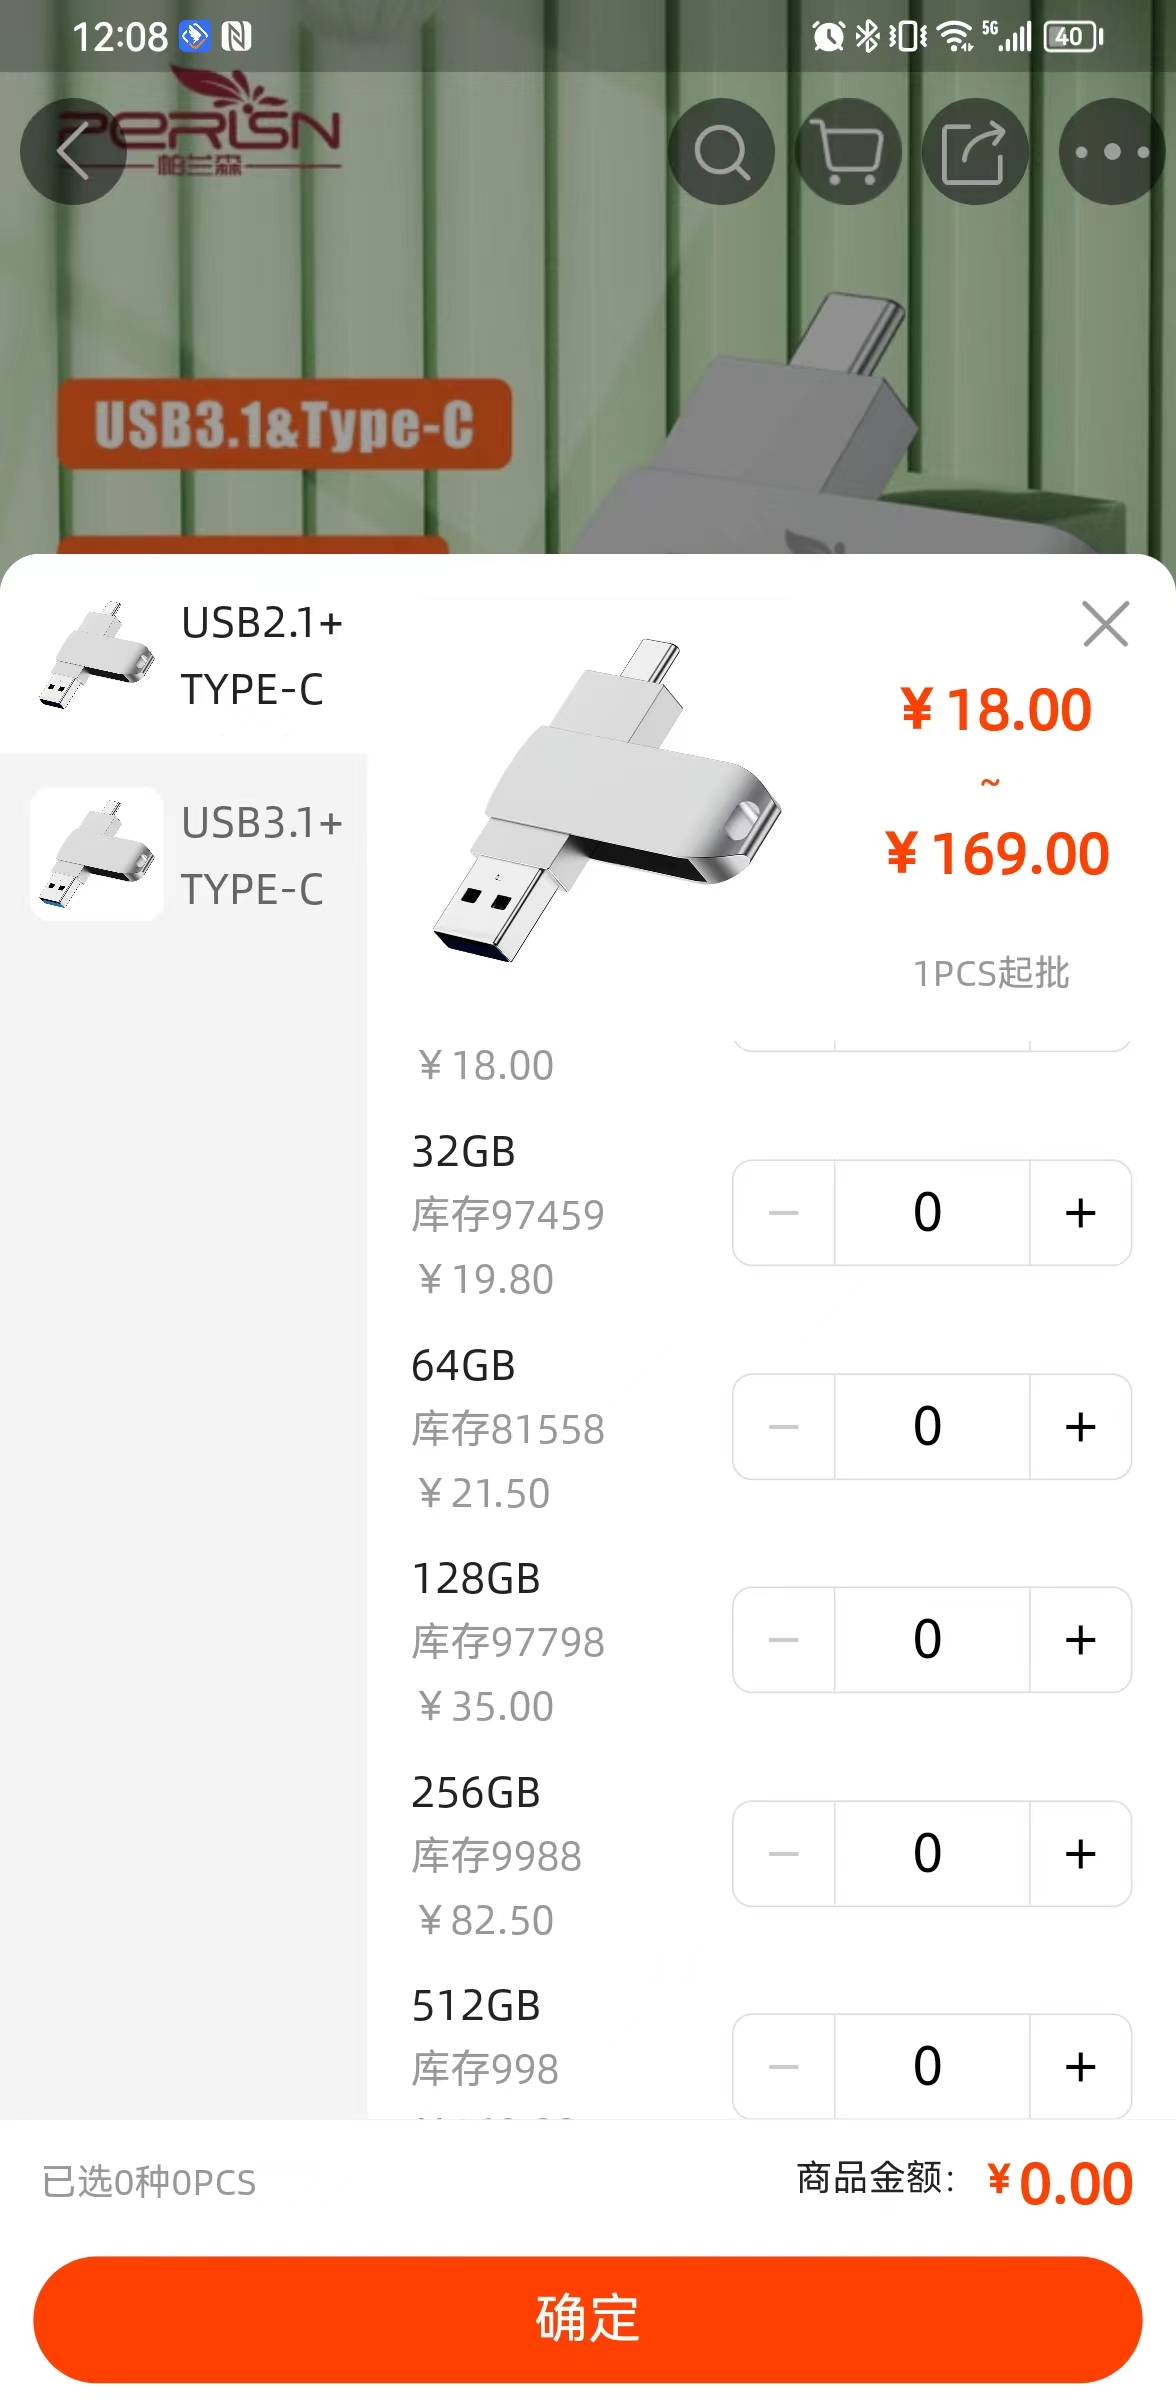 12:08
5G
40
PERLSN
帕兰森
USB3.1&Type-C
USB2.1+
TYPE-C
USB3.1+
TYPE-C
¥18.00
~
¥169.00
1PCS起批
¥18.00
32GB
库存97459
0
¥19.80
64GB
库存81558
0
¥21.50
128GB
库存97798
0
¥35.00
256GB
库存9988
0
¥82.50
512GB
库存998
0
已选0种0PCS
商品金额：¥0.00
确定